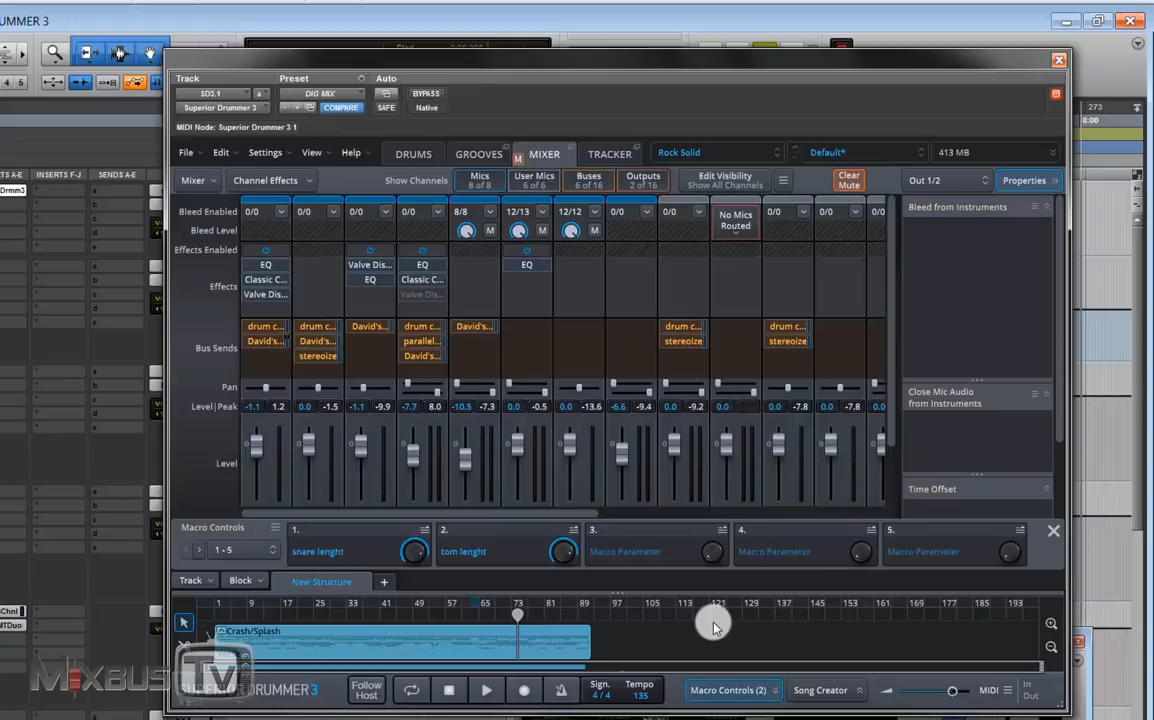 UMMER 3
Track
Preset
Auto
SD3.1
a
DIG MIX
BYPASS
Superior Drummer 3
- +
COMPARE
SAFE
Native
MIDI Node: Superior Drummer 3 1
File
Edit
Settings
View
Help
DRUMS
GROOVES
M
MIXER
TRACKER
Rock Solid
Default*
413 MB
Mixer
Channel Effects
Show Channels
Mics
8 of 8
User Mics
6 of 6
Buses
6 of 16
Outputs
2 of 16
Edit Visibility
Show All Channels
Clear
Mute
Out 1/2
Properties
4 5
273
8:00
INSERTS A-E
INSERTS F-J
SENDS A-E
Bleed Enabled
0/0
0/0
0/0
0/0
8/8
12/13
12/12
0/0
0/0
No Mics
Routed
0/0
0/0
0/0
Bleed from Instruments
Bleed Level
M
M
M
Effects Enabled
EQ
Valve Dis...
EQ
EQ
Effects
Classic C...
EQ
Classic C...
Valve Dis...
Valve Dis...
Bus Sends
drum c...
drum c...
David's...
drum c...
David's...
drum c...
drum c...
David's...
David's...
parallel...
stereoize
stereoize
stereoize
David's...
Pan
Close Mic Audio
from Instruments
Level|Peak
-1.1 1.2
0.0 -1.5
-1.1 -9.9
-7.7 8.0
-10.5 -7.3
0.0 -0.5
0.0 -13.6
-6.6 -9.4
0.0 -9.2
0.0
0.0 -7.8
0.0 -7.8
0.0
Level
Time Offset
Macro Controls
1 - 5
1.
snare lenght
2.
tom lenght
3.
Macro Parameter
4.
Macro Parameter
5.
Macro Parameter
Track
Block
New Structure
+
1 9 17 25 33 41 49 57 65 73 81 89 97 105 113 121 129 137 145 153 161 169 177 185 193
Crash/Splash
MIXBUSTV
SUPERIOR DRUMMER 3
Follow
Host
Sign.
4 / 4
Tempo
135
Macro Controls (2)
Song Creator
MIDI
In
Out